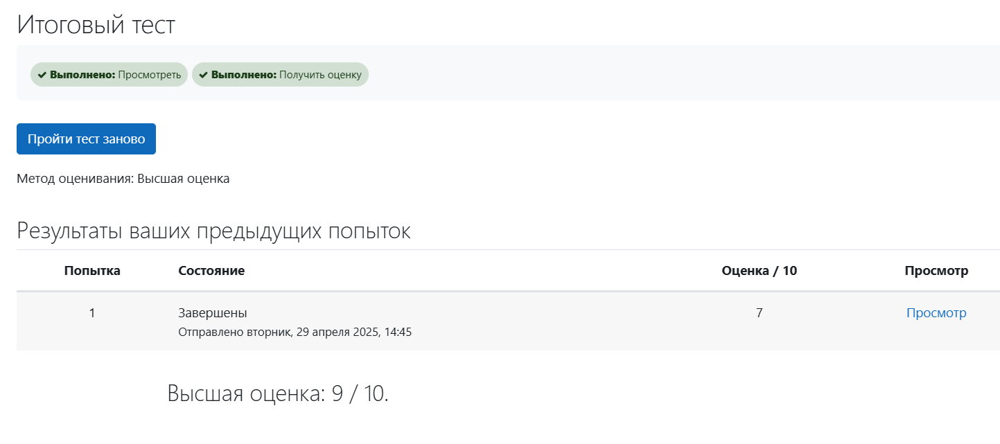 Итоговый тест
✔ Выполнено: Просмотреть ✔ Выполнено: Получить оценку
Пройти тест заново
Метод оценивания: Высшая оценка
Результаты ваших предыдущих попыток
Попытка Состояние Оценка / 10 Просмотр
1 Завершены 7 Просмотр
Отправлено вторник, 29 апреля 2025, 14:45
Высшая оценка: 9 / 10.